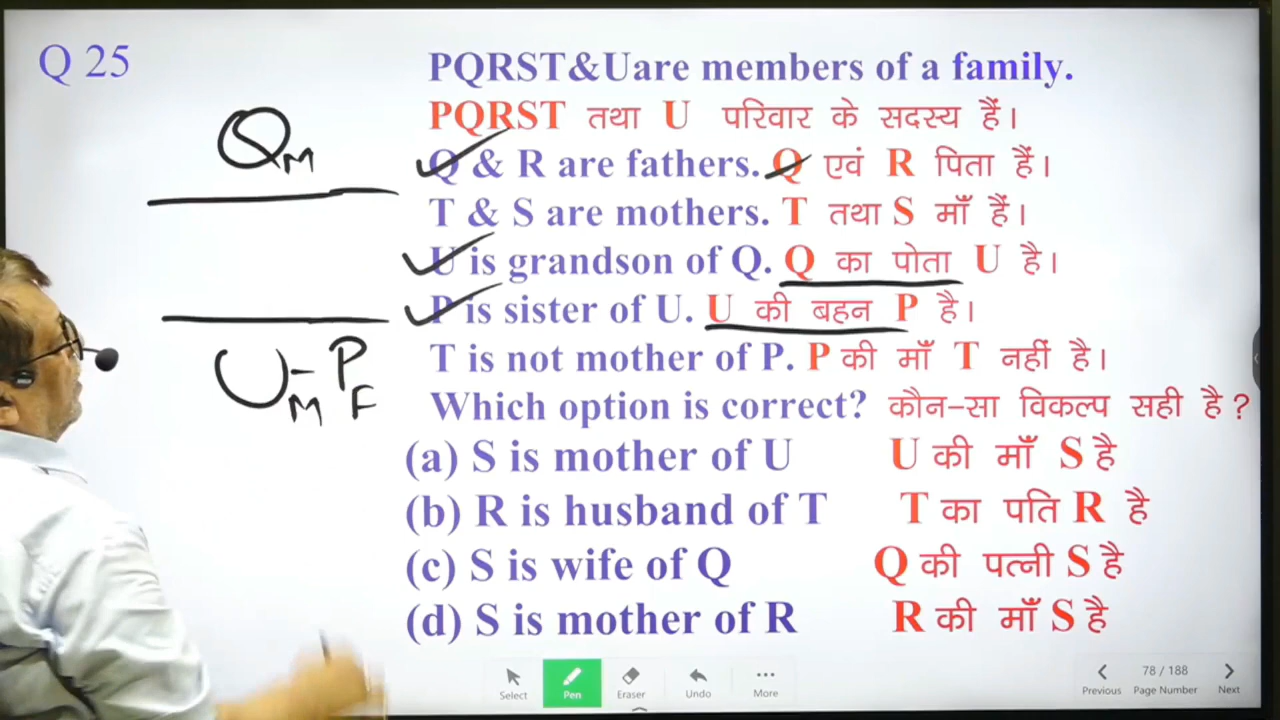 Q 25
PQRST&Uare members of a family.
PQRST तथा U परिवार के सदस्य हैं।
Q & R are fathers. Q एवं R पिता हैं।
T & S are mothers. T तथा S माँ हैं।
U is grandson of Q. Q का पोता U है।
P is sister of U. U की बहन P है।
T is not mother of P. P की माँ T नहीं है।
Which option is correct? कौन-सा विकल्प सही है ?
(a) S is mother of U U की माँ S है
(b) R is husband of T T का पति R है
(c) S is wife of Q Q की पत्नी S है
(d) S is mother of R R की माँ S है
Q M
U M - P F
Select Pen Eraser Undo More
78 / 188
Previous Page Number Next